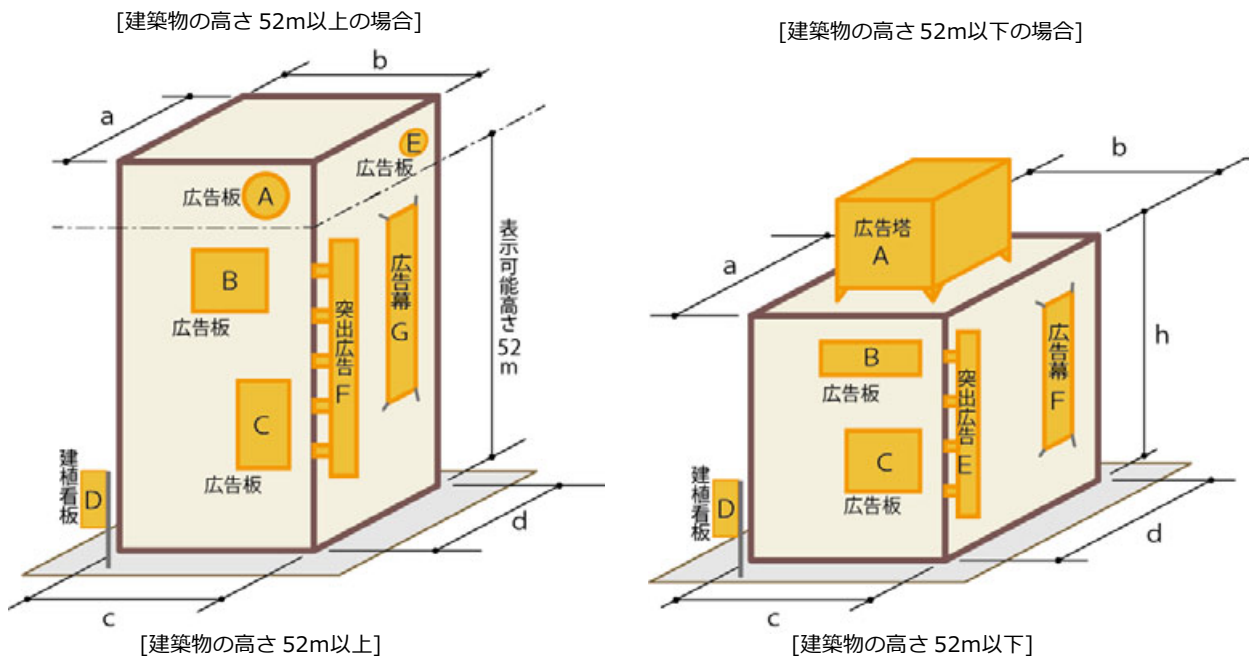 [建築物の高さ 52m以上の場合]
b
a
E
広告板
広告板
A
B
広告板
突出広告F
広告幕G
表示可能高さ52m
C
広告板
建植看板
D
d
c
[建築物の高さ 52m以上]
[建築物の高さ 52m以下の場合]
b
広告塔
A
a
B
広告板
突出広告E
広告幕F
h
C
広告板
建植看板
D
d
c
[建築物の高さ 52m以下]